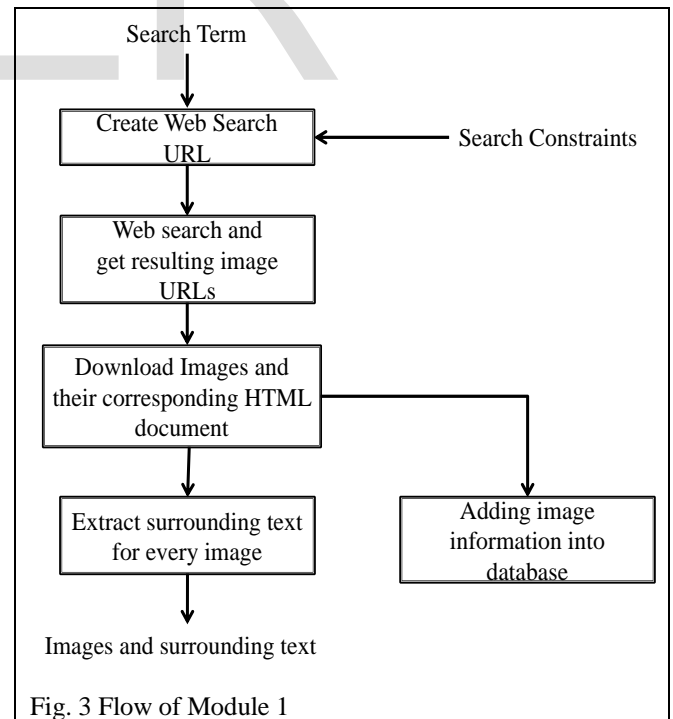 Search Term
Create Web Search
URL
Search Constraints
Web search and
get resulting image
URLs
Download Images and
their corresponding HTML
document
Extract surrounding text
for every image
Adding image
information into
database
Images and surrounding text
Fig. 3 Flow of Module 1